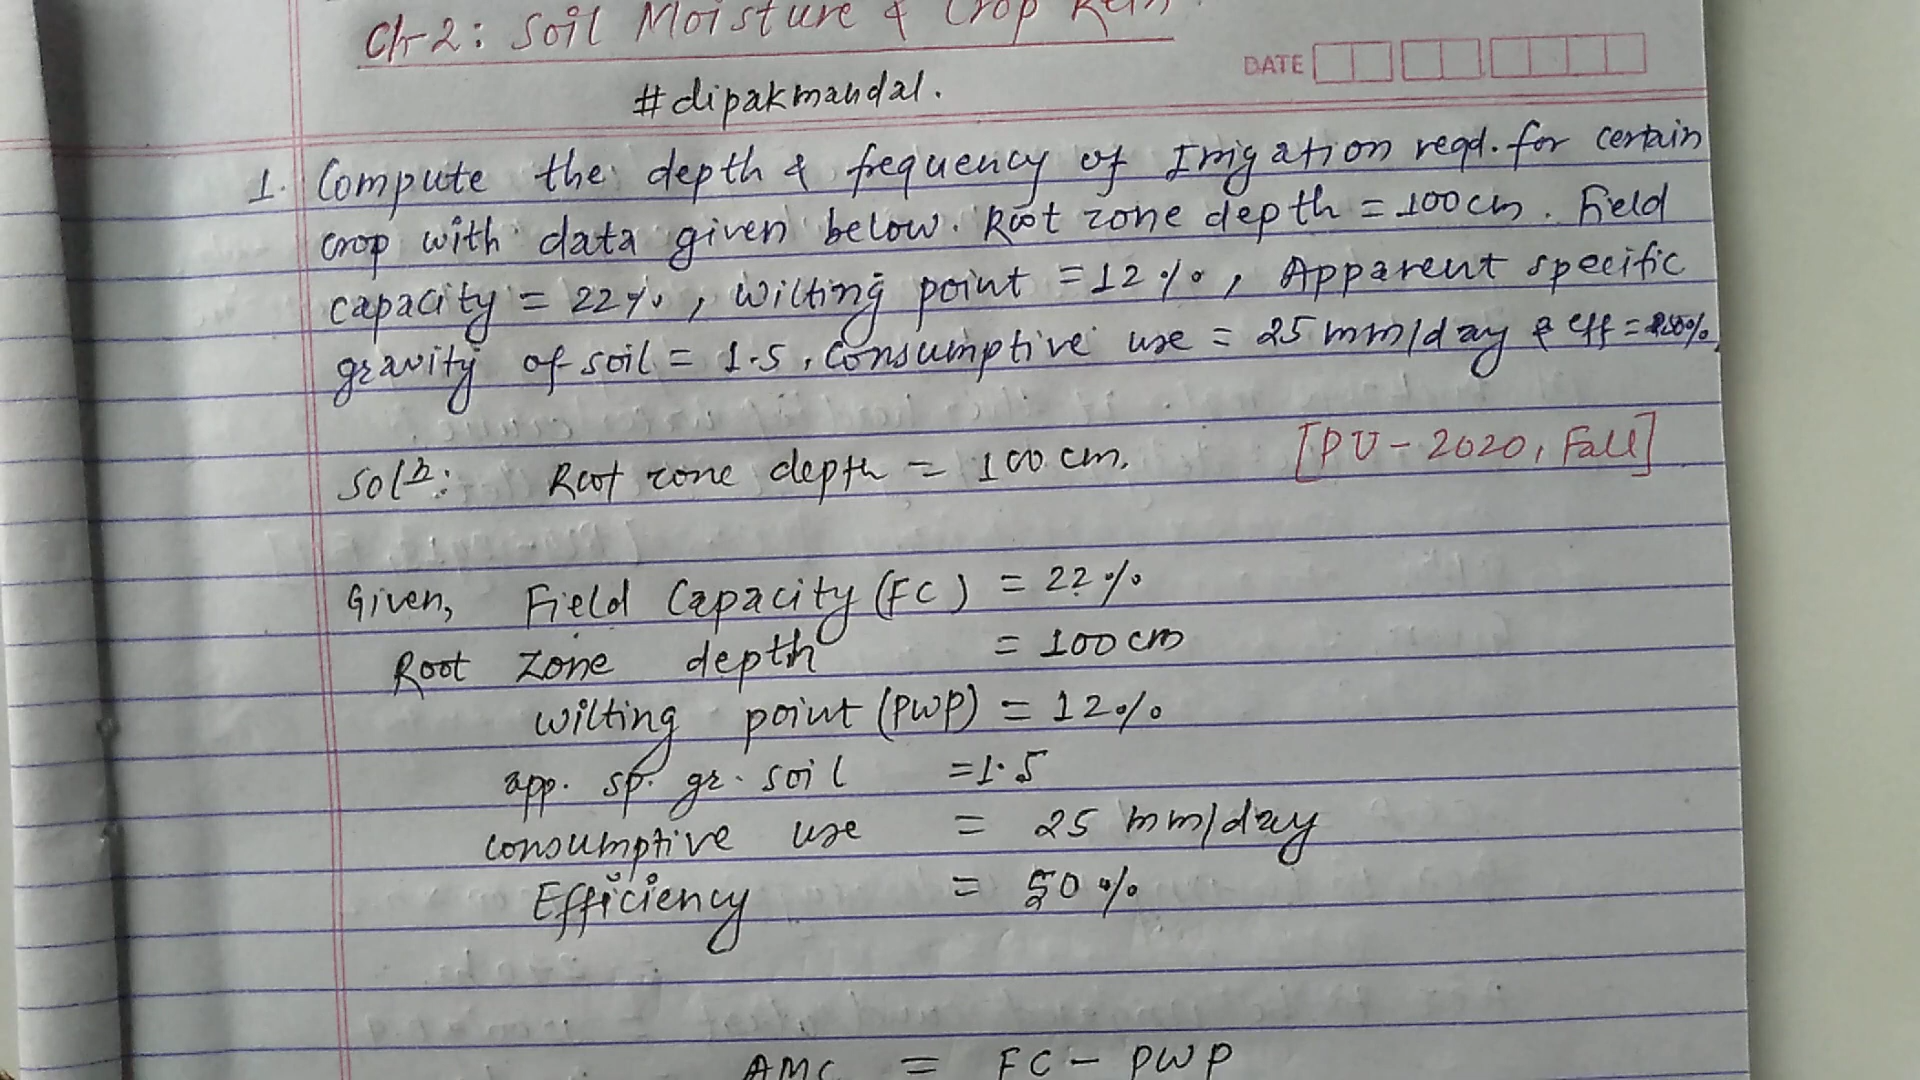 Ch-2: Soil Moisture & Crop
DATE
#dipakmandal.
1. Compute the depth & frequency of Irrigation reqd. for certain
crop with data given below. Root zone depth = 100cm. Field
capacity = 22%, wilting point = 12%, Apparent specific
gravity of soil = 1.5, Consumptive use = 25 mm/day & eff =
[PU-2020, Fall]
Solⁿ: Root zone depth = 100 cm.
Given, Field Capacity (FC) = 22%
Root zone depth = 100 cm
wilting point (PWP) = 12%
app. sp. gr. soil = 1.5
consumptive use = 25 mm/day
Efficiency = 50%
AMC = FC - PWP